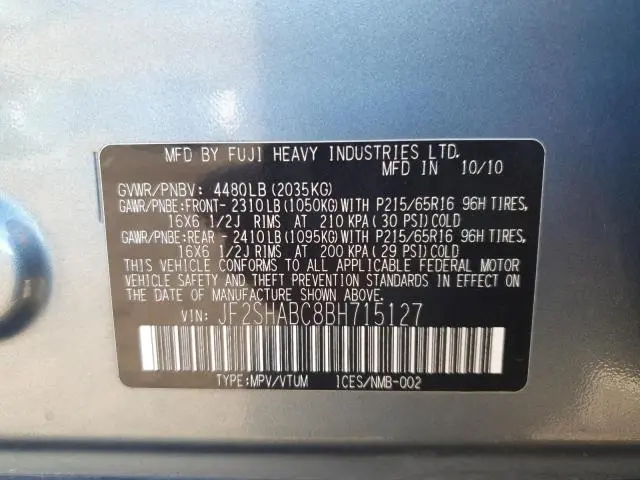 MFD BY FUJI HEAVY INDUSTRIES LTD.
MFD IN 10/10
GVWR/PNBV: 4480LB(2035KG)
GAWR/PNBE:FRONT- 2310LB(1050KG)WITH P215/65R16 96H TIRES,
16X6 1/2J RIMS AT 210 KPA(30 PSI)COLD
GAWR/PNBE:REAR - 2410LB(1095KG)WITH P215/65R16 96H TIRES,
16X6 1/2J RIMS AT 200 KPA(29 PSI)COLD
THIS VEHICLE CONFORMS TO ALL APPLICABLE FEDERAL MOTOR
VEHICLE SAFETY AND THEFT PREVENTION STANDARDS IN EFFECT
ON THE DATE OF MANUFACTURE SHOWN ABOVE.
VIN: JF2SHABC8BH715127
TYPE:MPV/VTUM ICES/NMB-002